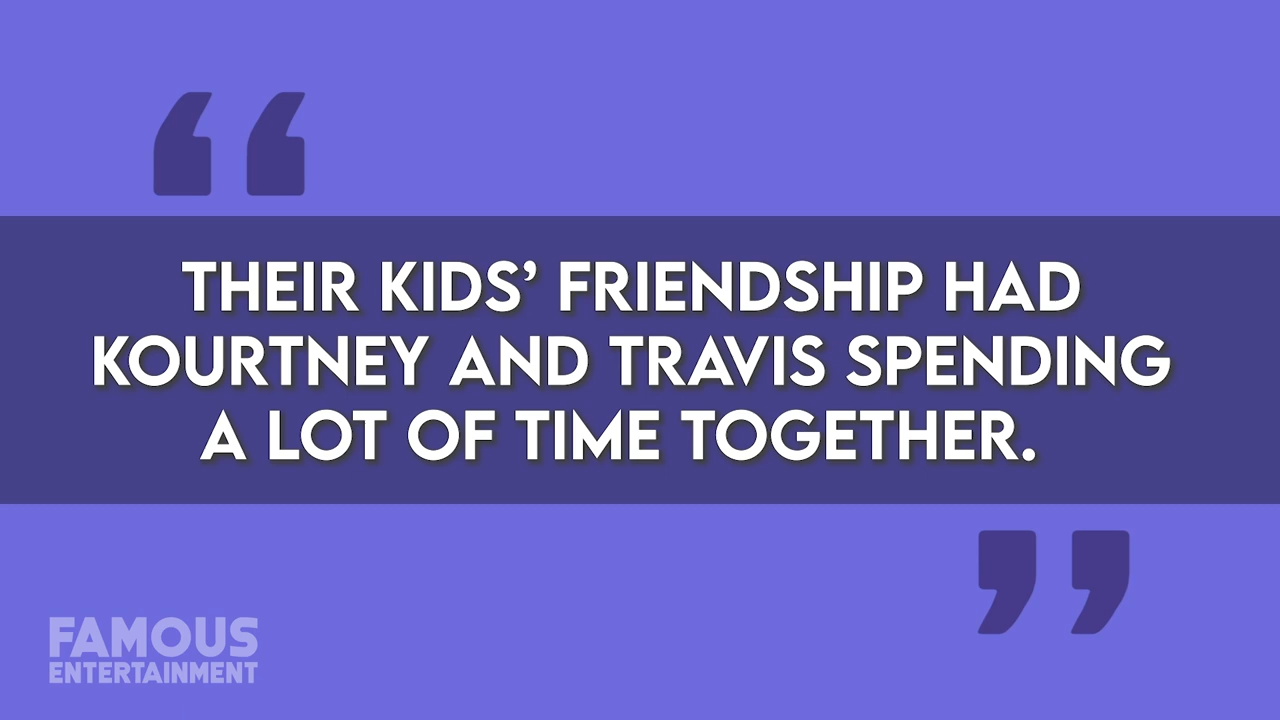 “
THEIR KIDS’ FRIENDSHIP HAD
KOURTNEY AND TRAVIS SPENDING
A LOT OF TIME TOGETHER.
”
FAMOUS
ENTERTAINMENT